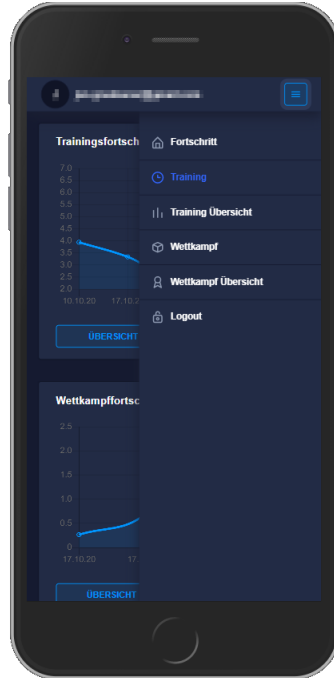 Trainingsfortsch
7.0
6.5
6.0
5.5
5.0
4.5
4.0
3.5
3.0
2.5
2.0
10.10.20 17.10.2
ÜBERSICHT
Wettkampffortsc
2.5
2.0
1.5
1.0
0.5
0
17.10.20 17
ÜBERSICHT
Fortschritt
Training
Training Übersicht
Wettkampf
Wettkampf Übersicht
Logout